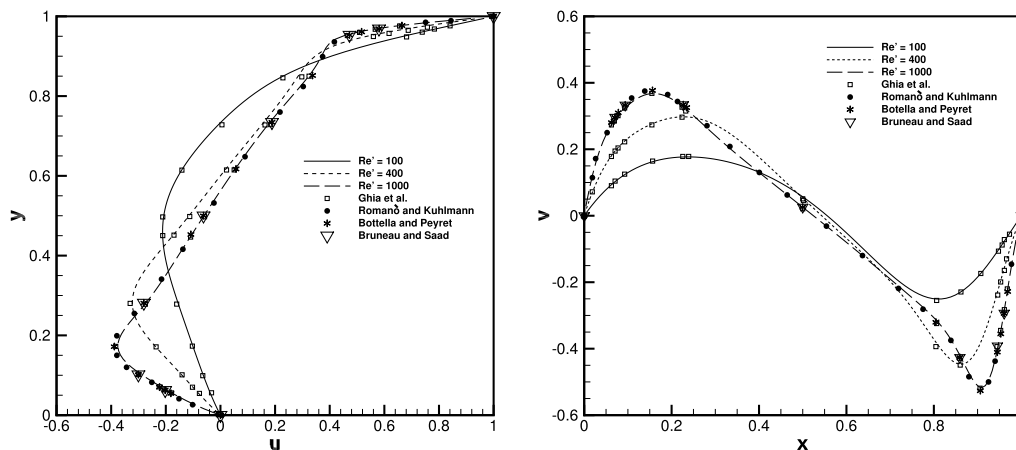 1
0.8
0.6
0.4
0.2
0
y
-0.6
-0.4
-0.2
0
0.2
0.4
0.6
0.8
1
u
Re' = 100
Re' = 400
Re' = 1000
Ghia et al.
Romanò and Kuhlmann
Bottella and Peyret
Bruneau and Saad
0.6
0.4
0.2
0
-0.2
-0.4
-0.6
v
0
0.2
0.4
0.6
0.8
x
Re' = 100
Re' = 400
Re' = 1000
Ghia et al.
Romanò and Kuhlmann
Botella and Peyret
Bruneau and Saad